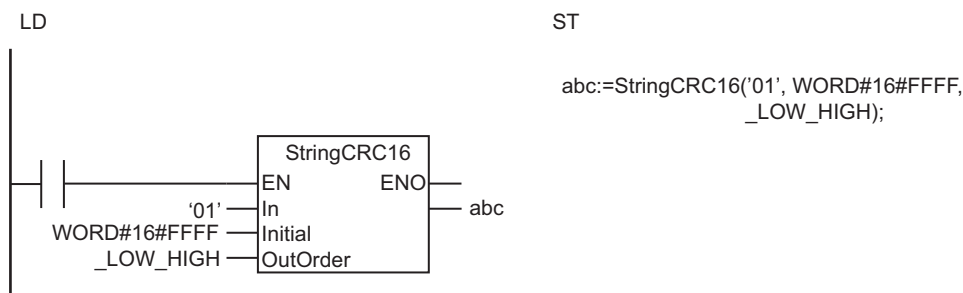 LD
ST
abc:=StringCRC16('01', WORD#16#FFFF,
_LOW_HIGH);
StringCRC16
EN ENO
‘01’ In abc
WORD#16#FFFF Initial
_LOW_HIGH OutOrder